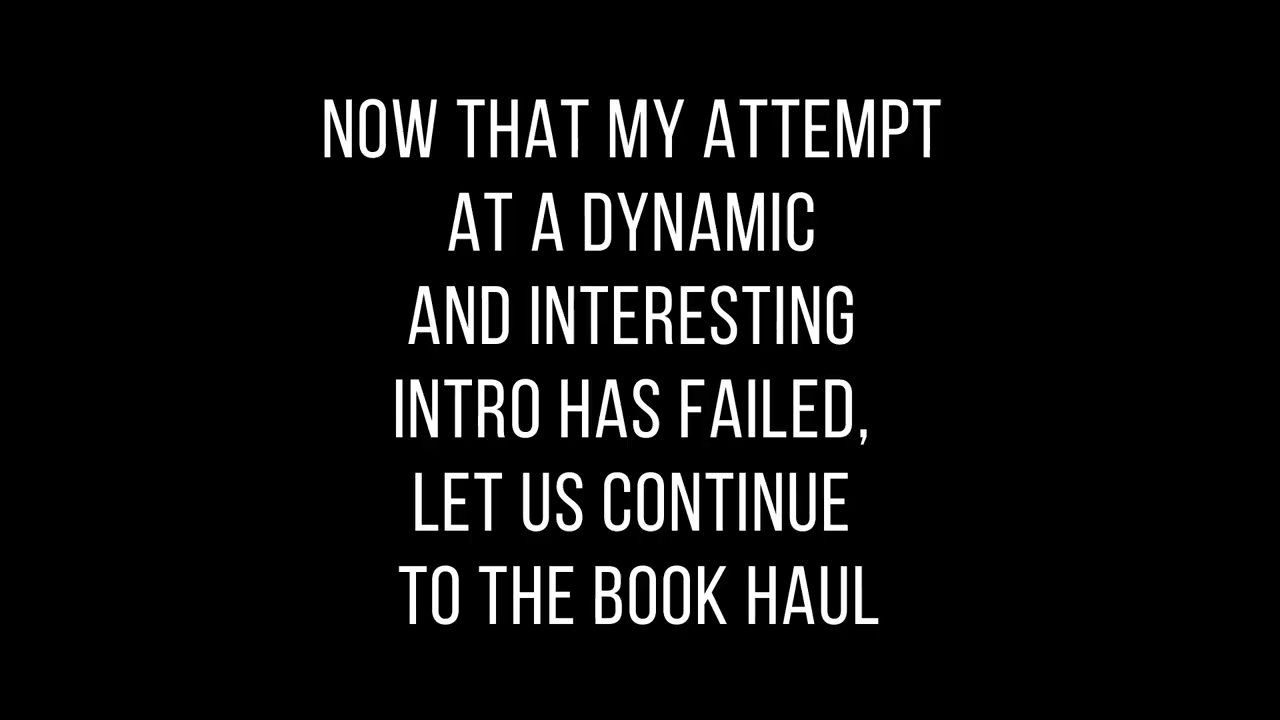 NOW THAT MY ATTEMPT
AT A DYNAMIC
AND INTERESTING
INTRO HAS FAILED,
LET US CONTINUE
TO THE BOOK HAUL